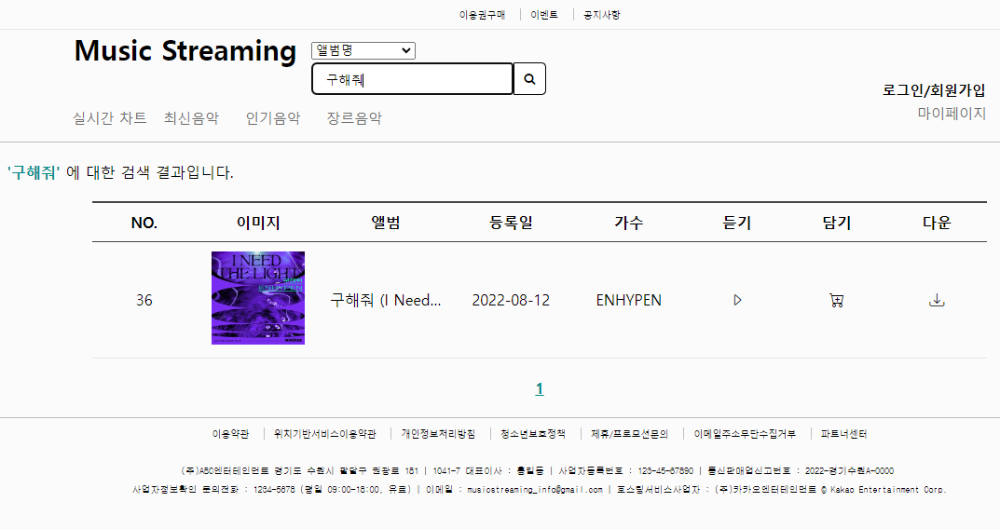 이용권구매 이벤트 공지사항
Music Streaming
앨범명
구해줘
로그인/회원가입
마이페이지
실시간 차트 최신음악 인기음악 장르음악
'구해줘' 에 대한 검색 결과입니다.
NO. 이미지 앨범 등록일 가수 듣기 담기 다운
I NEED
THE LIGHT
ENHYPEN
36 구해줘 (I Need... 2022-08-12 ENHYPEN
1
이용약관 위치기반서비스이용약관 개인정보처리방침 청소년보호정책 제휴/프로모션문의 이메일주소무단수집거부 파트너센터
(주)ABC엔터테인먼트 경기도 수원시 팔달구 권광로 181 | 1041-7 대표이사 : 홍길동 | 사업자등록번호 : 123-45-67890 | 통신판매업신고번호 : 2022-경기수원A-0000
사업자정보확인 문의전화 : 1234-5678 (평일 09:00-18:00, 유료) | 이메일 : musicstreaming_info@gmail.com | 호스팅서비스사업자 : (주)카카오엔터테인먼트 © Kakao Entertainment Corp.